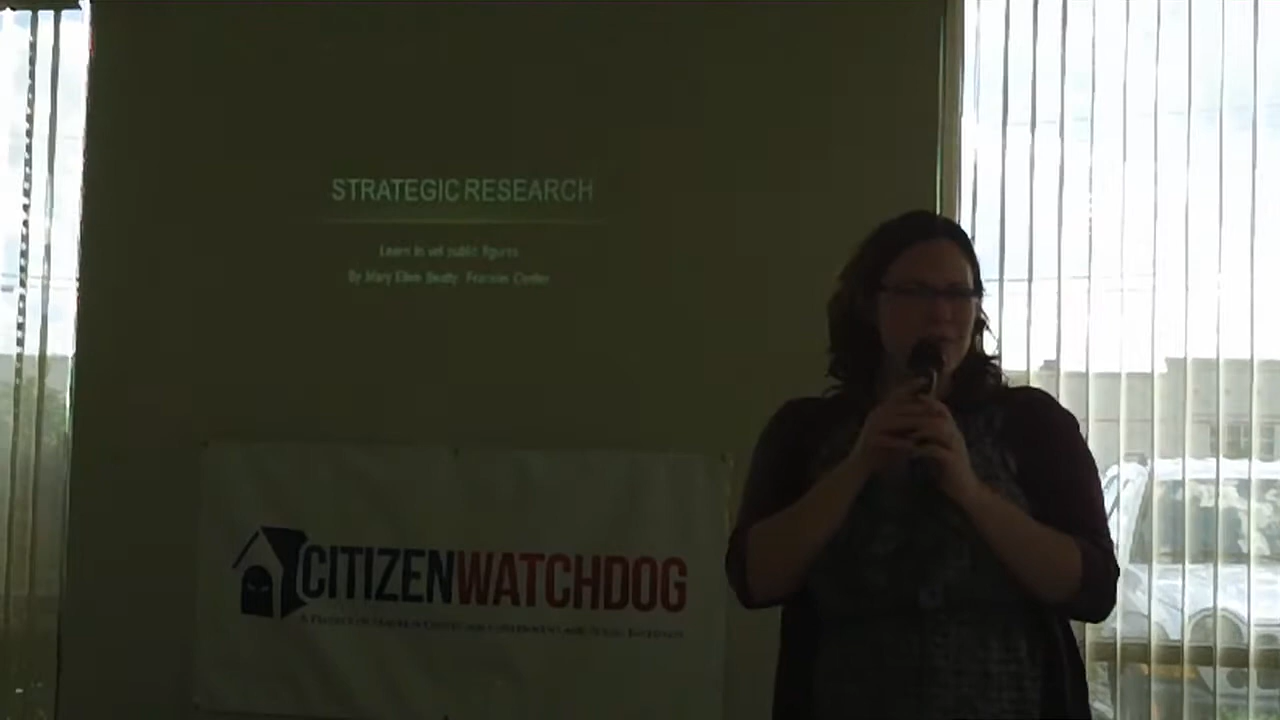 STRATEGIC RESEARCH
Learn to vet public figures
By Mary Ellen Beatty, Franklin Center
CITIZENWATCHDOG